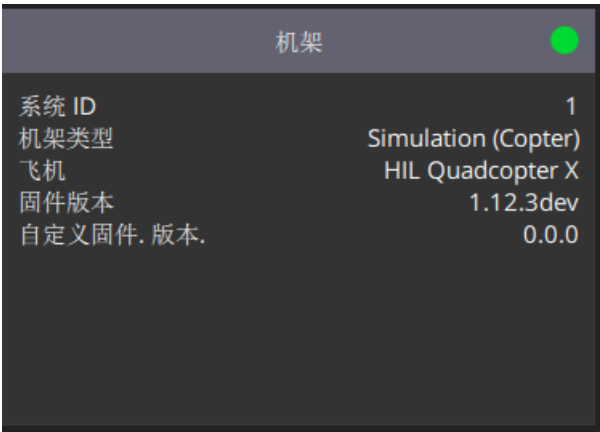 机架
系统 ID 1
机架类型 Simulation (Copter)
飞机 HIL Quadcopter X
固件版本 1.12.3dev
自定义固件. 版本. 0.0.0